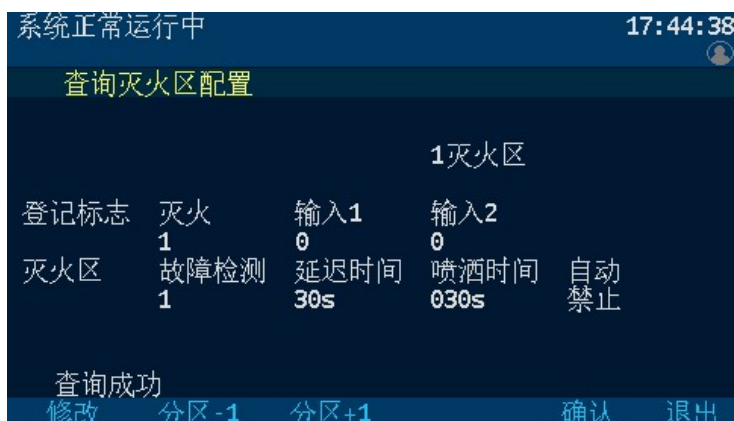 系统正常运行中 17:44:38
查询灭火区配置
1灭火区
登记标志 灭火 输入1 输入2
1 0 0
灭火区 故障检测 延迟时间 喷洒时间 自动
1 30s 030s 禁止
查询成功
修改 分区-1 分区+1 确认 退出